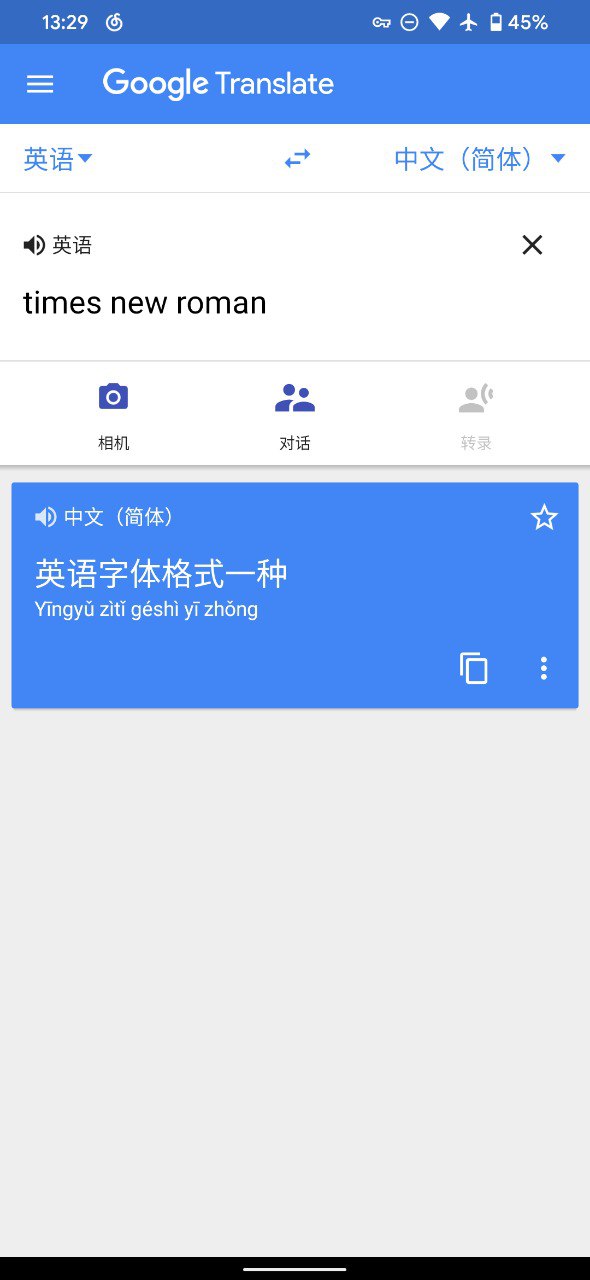 13:29
45%
Google Translate
英语
中文（简体）
英语
times new roman
相机
对话
转录
中文（简体）
英语字体格式一种
Yīngyǔ zìtǐ géshì yī zhǒng